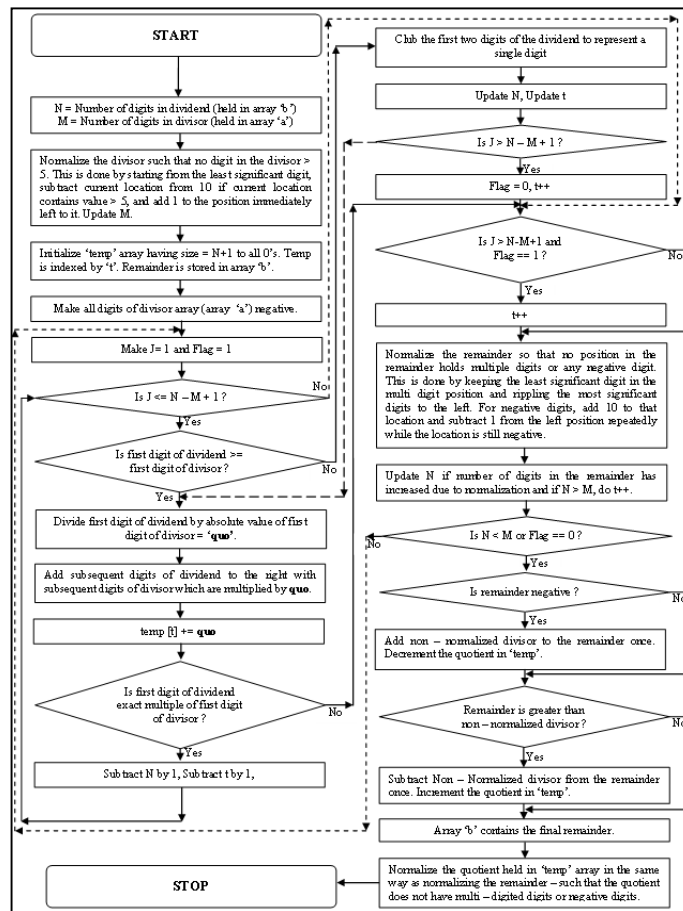 START
N = Number of digits in dividend (held in array ‘b’)
M = Number of digits in divisor (held in array ‘a’)
Normalize the divisor such that no digit in the divisor >
5. This is done by starting from the least significant digit,
subtract current location from 10 if current location
contains value > 5, and add 1 to the position immediately
left to it. Update M.
Initialize ‘temp’ array having size = N+1 to all 0’s. Temp
is indexed by ‘t’. Remainder is stored in array ‘b’.
Make all digits of divisor array (array ‘a’) negative.
Make J= 1 and Flag = 1
Is J <= N – M + 1 ?
No
Yes
Is first digit of dividend >=
first digit of divisor ?
No
Yes
Divide first digit of dividend by absolute value of first
digit of divisor = ‘quo’.
Add subsequent digits of dividend to the right with
subsequent digits of divisor which are multiplied by quo.
temp [t] += quo
Is first digit of dividend
exact multiple of first digit
of divisor ?
No
Yes
Subtract N by 1, Subtract t by 1,
Club the first two digits of the dividend to represent a
single digit
Update N, Update t
Is J > N – M + 1 ?
Yes
Flag = 0, t++
Is J > N-M+1 and
Flag == 1 ?
No
Yes
t++
Normalize the remainder so that no position in the
remainder holds multiple digits or any negative digit.
This is done by keeping the least significant digit in the
multi digit position and rippling the most significant
digits to the left. For negative digits, add 10 to that
location and subtract 1 from the left position repeatedly
while the location is still negative.
Update N if number of digits in the remainder has
increased due to normalization and if N > M, do t++.
Is N < M or Flag == 0 ?
No
Yes
Is remainder negative ?
No
Yes
Add non – normalized divisor to the remainder once.
Decrement the quotient in ‘temp’.
Remainder is greater than
non – normalized divisor ?
No
Yes
Subtract Non – Normalized divisor from the remainder
once. Increment the quotient in ‘temp’.
Array ‘b’ contains the final remainder.
Normalize the quotient held in ‘temp’ array in the same
way as normalizing the remainder – such that the quotient
does not have multi – digited digits or negative digits.
STOP